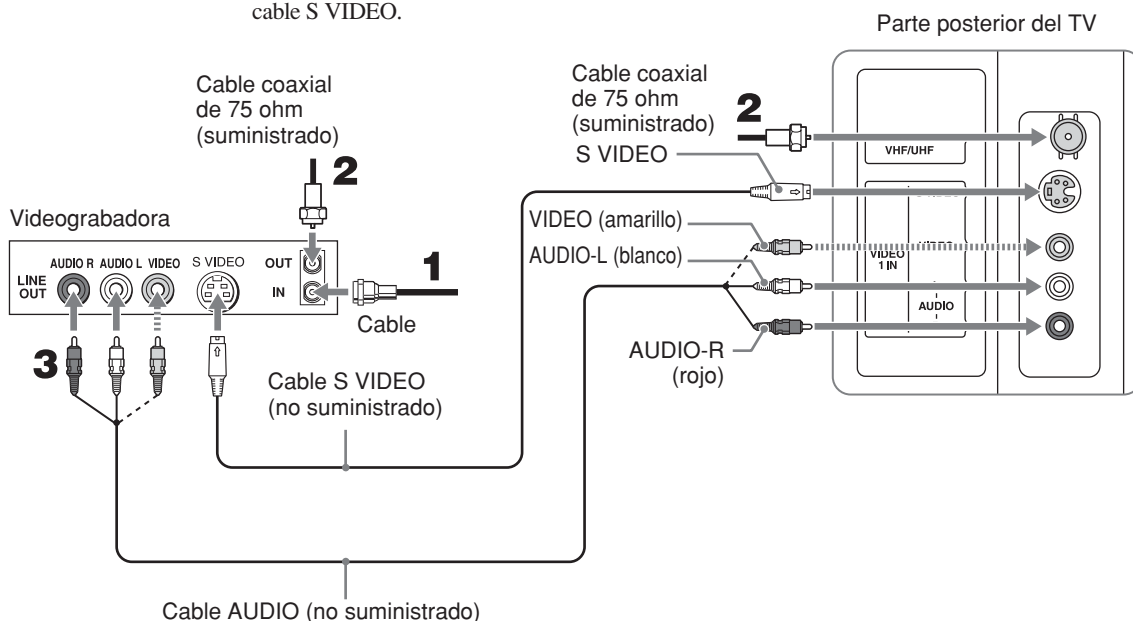 cable S VIDEO.
Parte posterior del TV
Cable coaxial
de 75 ohm
(suministrado)
2
Cable coaxial
de 75 ohm
(suministrado)
2
S VIDEO
VHF/UHF
Videograbadora
VIDEO (amarillo)
AUDIO-L (blanco)
VIDEO
1 IN
AUDIO
AUDIO R AUDIO L VIDEO S VIDEO OUT
LINE
OUT
IN
1
Cable
3
AUDIO-R
(rojo)
Cable S VIDEO
(no suministrado)
Cable AUDIO (no suministrado)